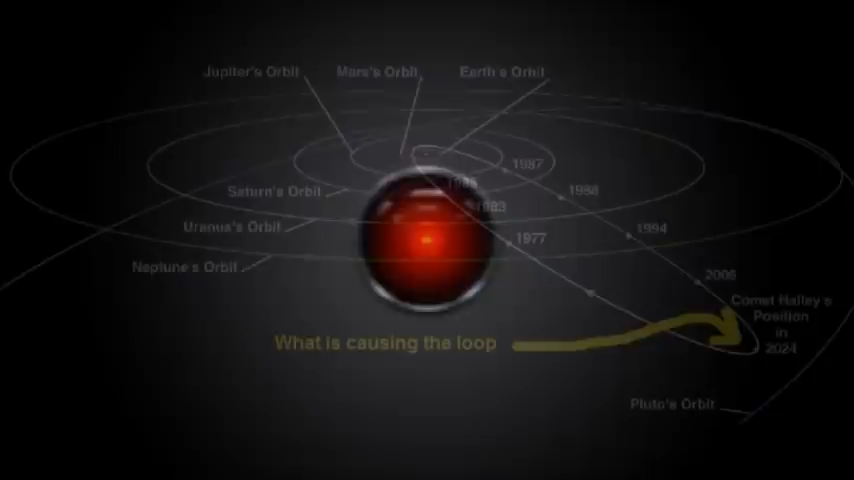 Jupiter's Orbit
Mars's Orbit
Earth's Orbit
1987
1986
1988
Saturn's Orbit
1983
Uranus's Orbit
1977
1994
Neptune's Orbit
2006
Comet Halley's
Position
in
2024
What is causing the loop
Pluto's Orbit